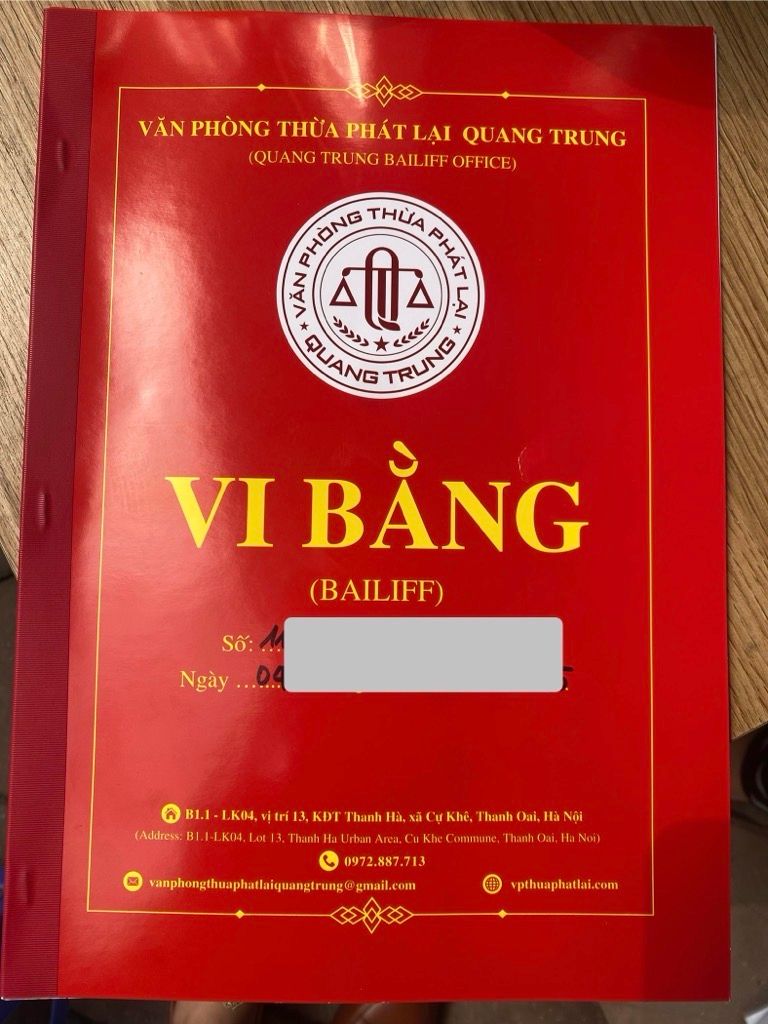 VĂN PHÒNG THỪA PHÁT LẠI QUANG TRUNG
(QUANG TRUNG BAILIFF OFFICE)
VĂN PHÒNG THỪA PHÁT LẠI
QUANG TRUNG
VI BẰNG
(BAILIFF)
Số: ...
Ngày ......
B1.1 - LK04, vị trí 13, KĐT Thanh Hà, xã Cự Khê, Thanh Oai, Hà Nội
(Address: B1.1-LK04, Lot 13, Thanh Ha Urban Area, Cu Khe Commune, Thanh Oai, Ha Noi)
0972.887.713
vanphongthuaphatlaiquangtrung@gmail.com vpthuaphatlai.com